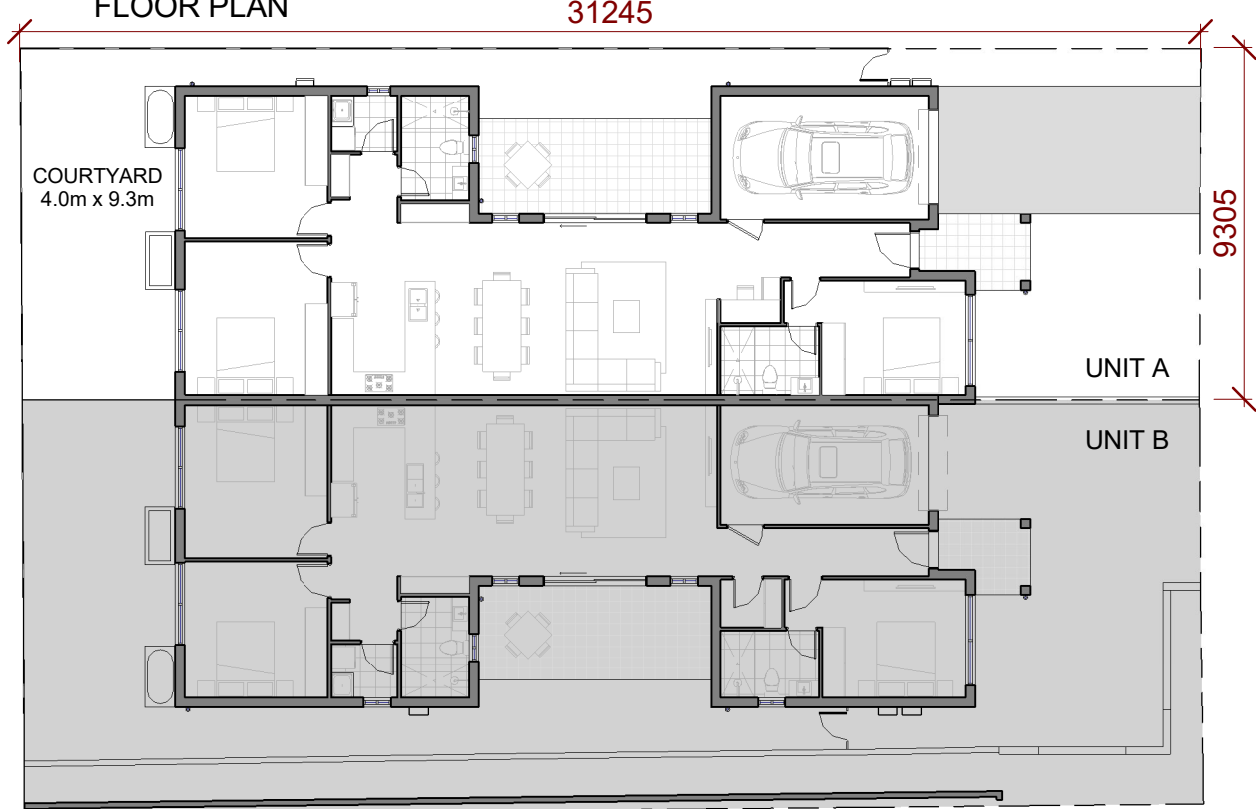 FLOOR PLAN
31245
COURTYARD
4.0m x 9.3m
9305
UNIT A
UNIT B